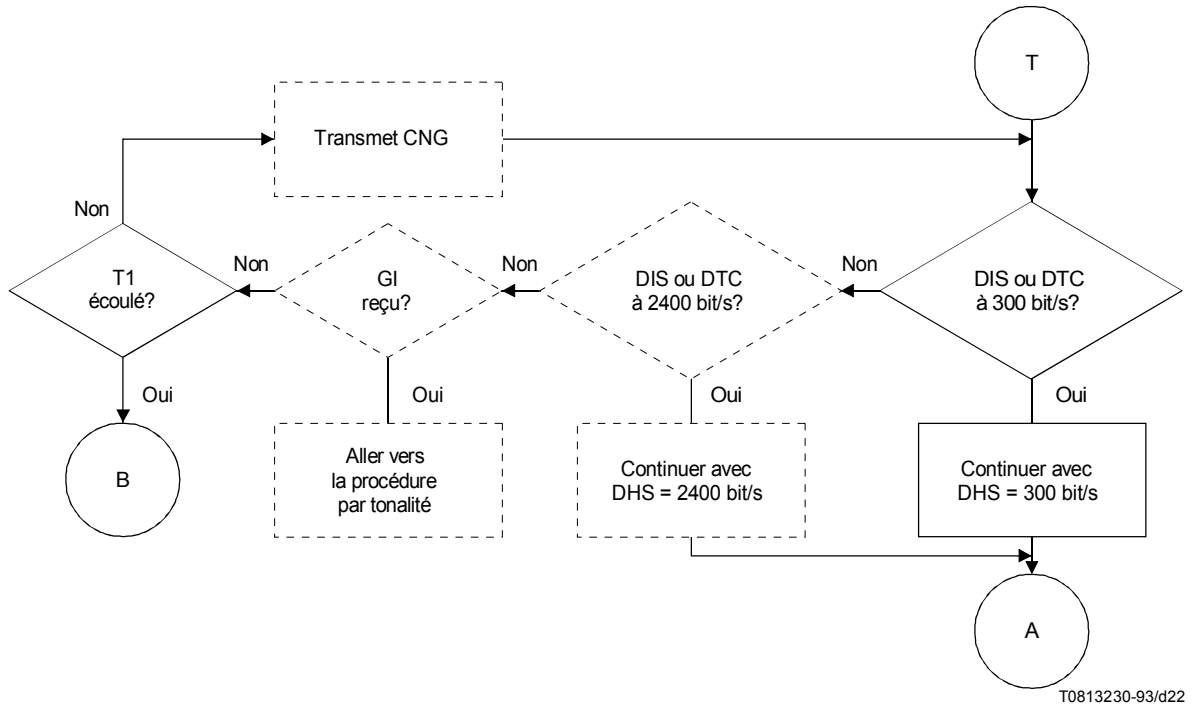 T
Transmet CNG
Non
T1
écoulé?
Non
GI
reçu?
Non
DIS ou DTC
à 2400 bit/s?
Non
DIS ou DTC
à 300 bit/s?
Oui
Oui
Oui
Oui
B
Aller vers
la procédure
par tonalité
Continuer avec
DHS = 2400 bit/s
Continuer avec
DHS = 300 bit/s
A
T0813230-93/d22